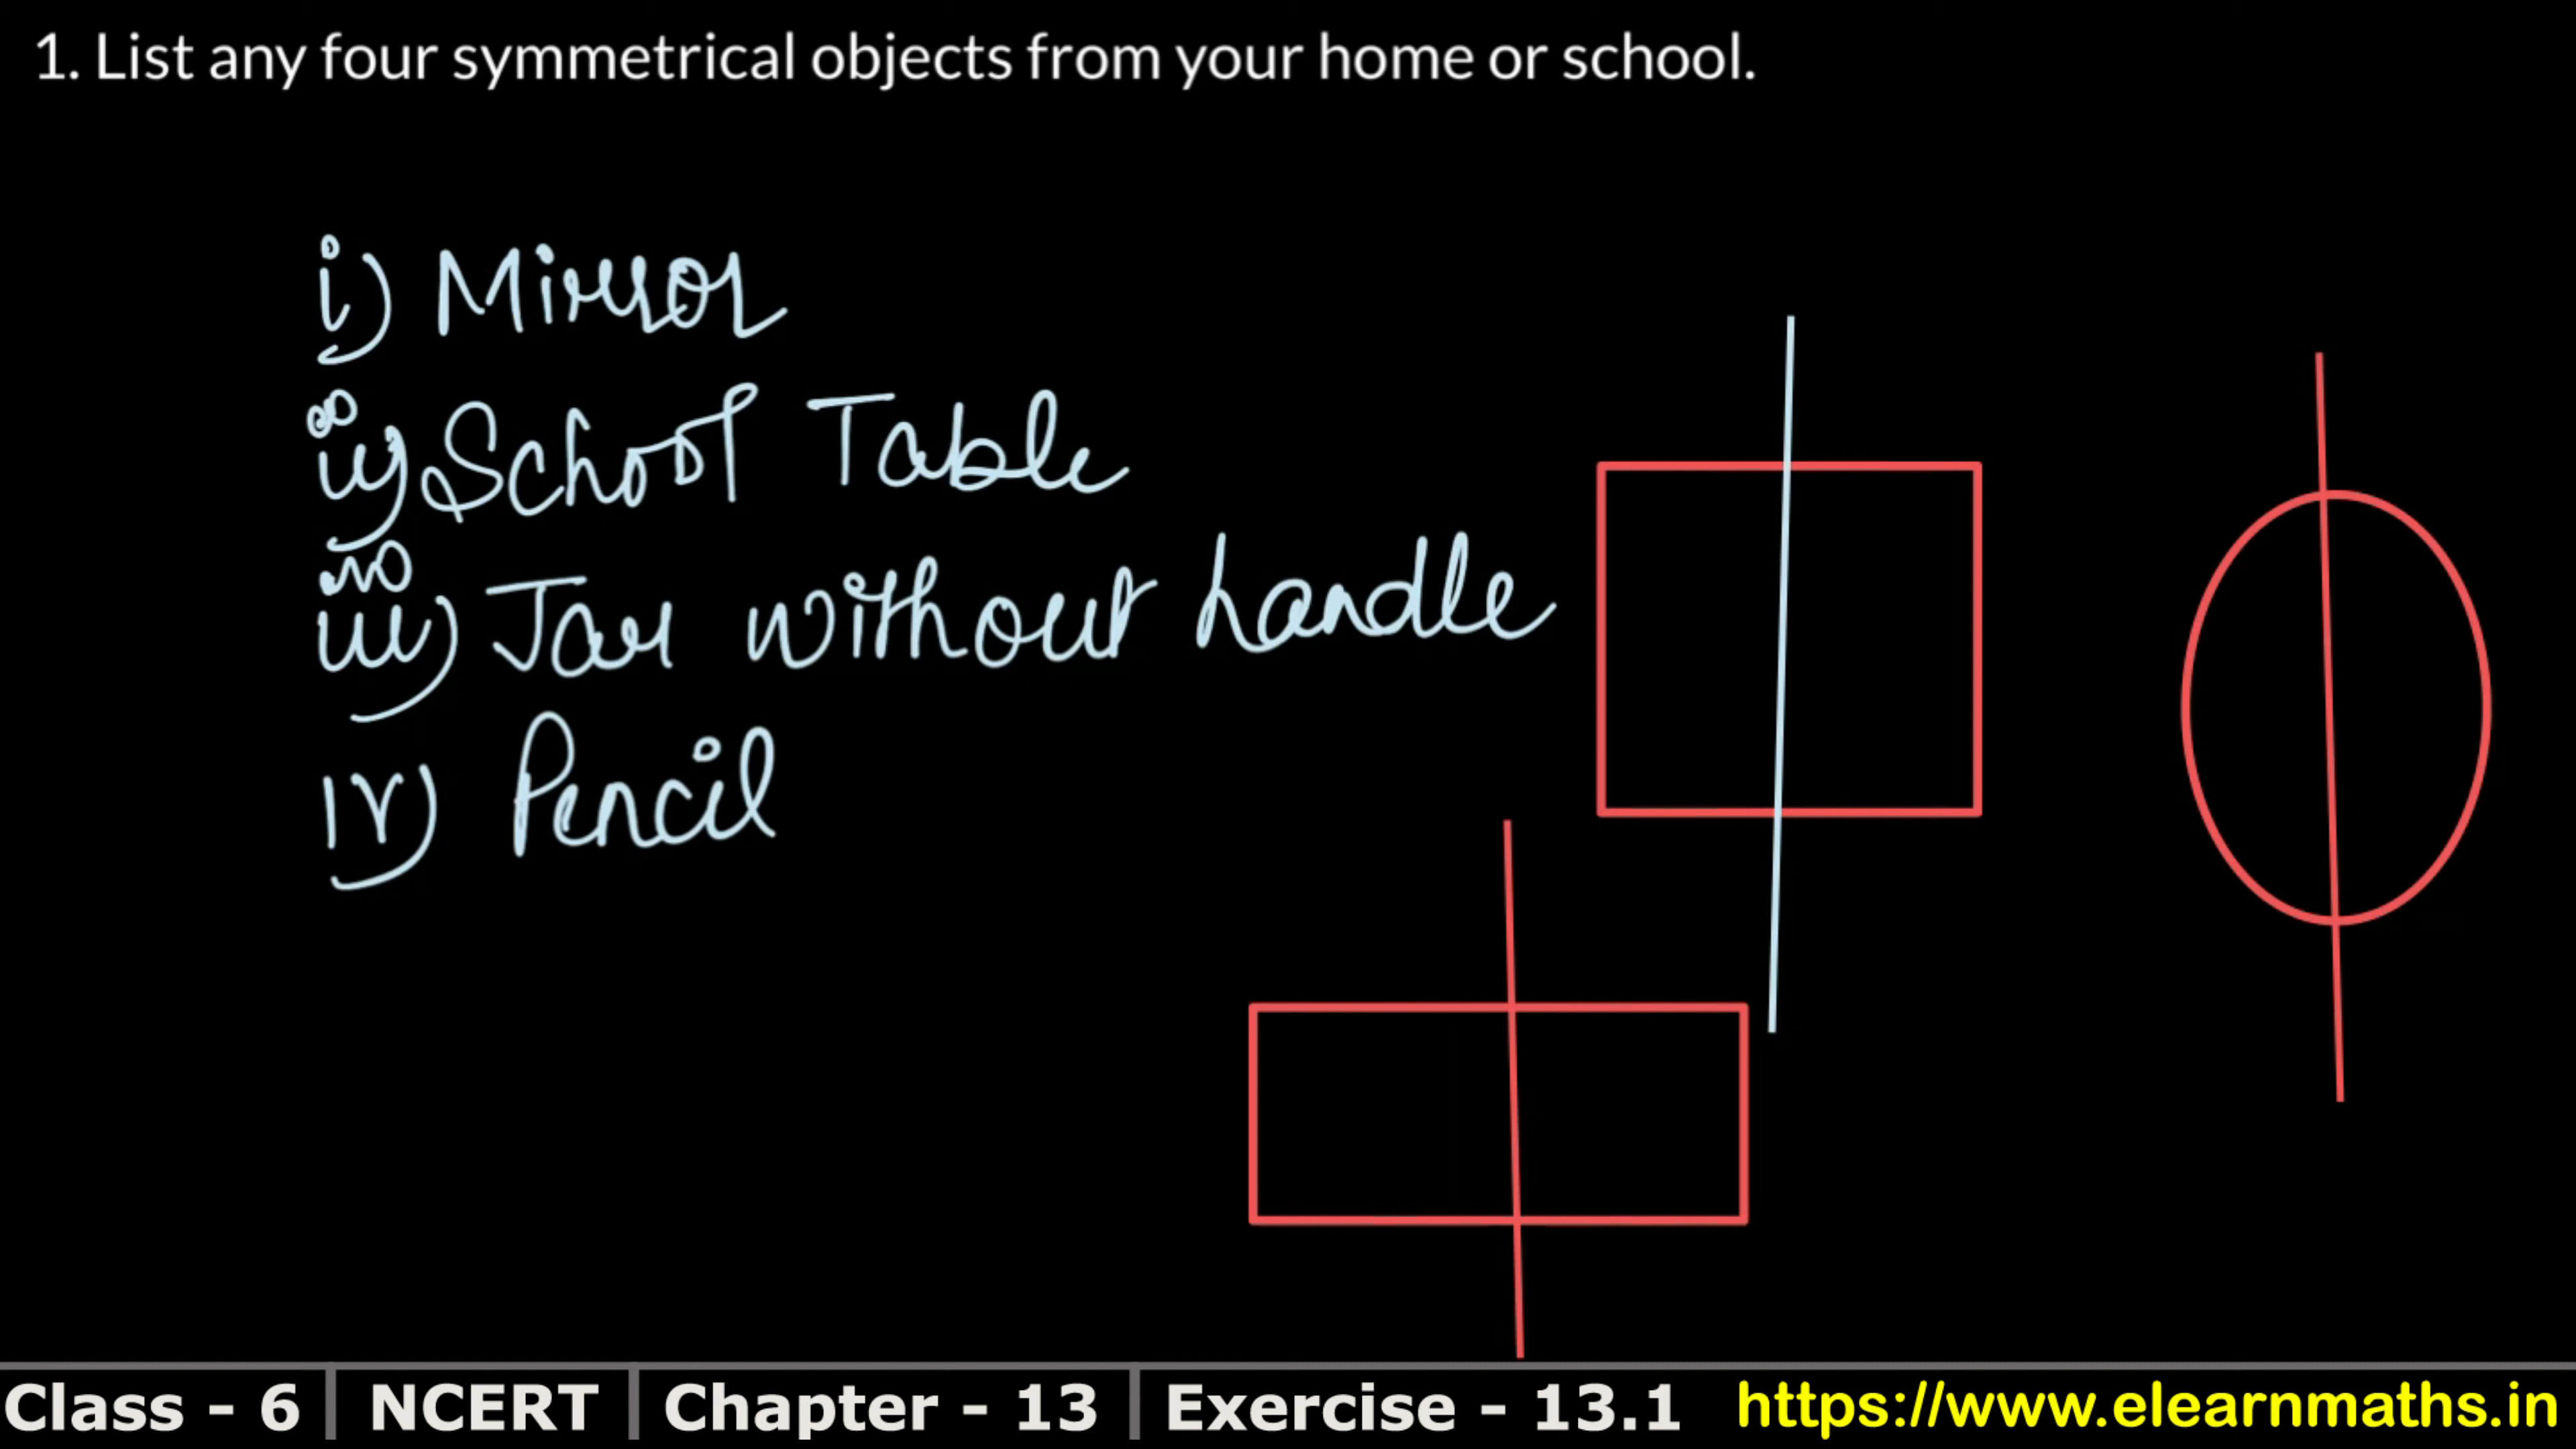 1. List any four symmetrical objects from your home or school.
i) Mirror
ii) School Table
iii) Jar without handle
iv) Pencil
Class - 6 | NCERT | Chapter - 13 | Exercise - 13.1 https://www.elearnmaths.in